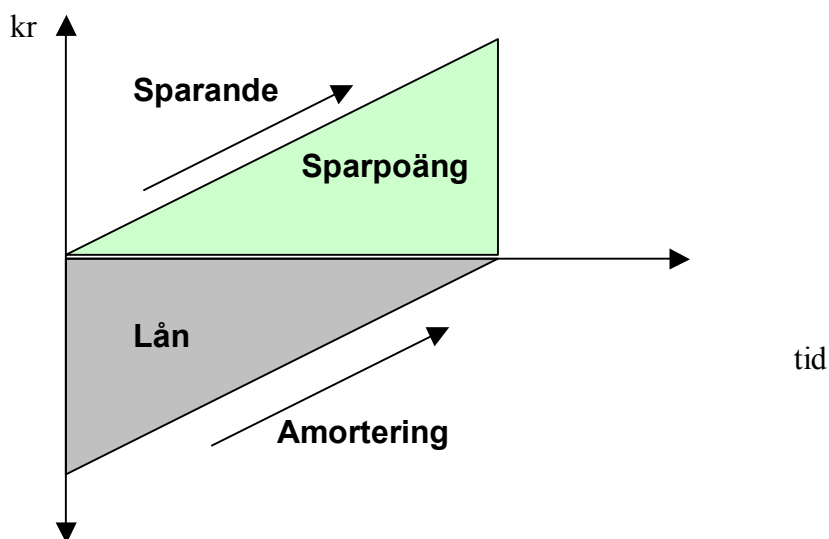 kr
Sparande
Sparpoäng
Lån
tid
Amortering